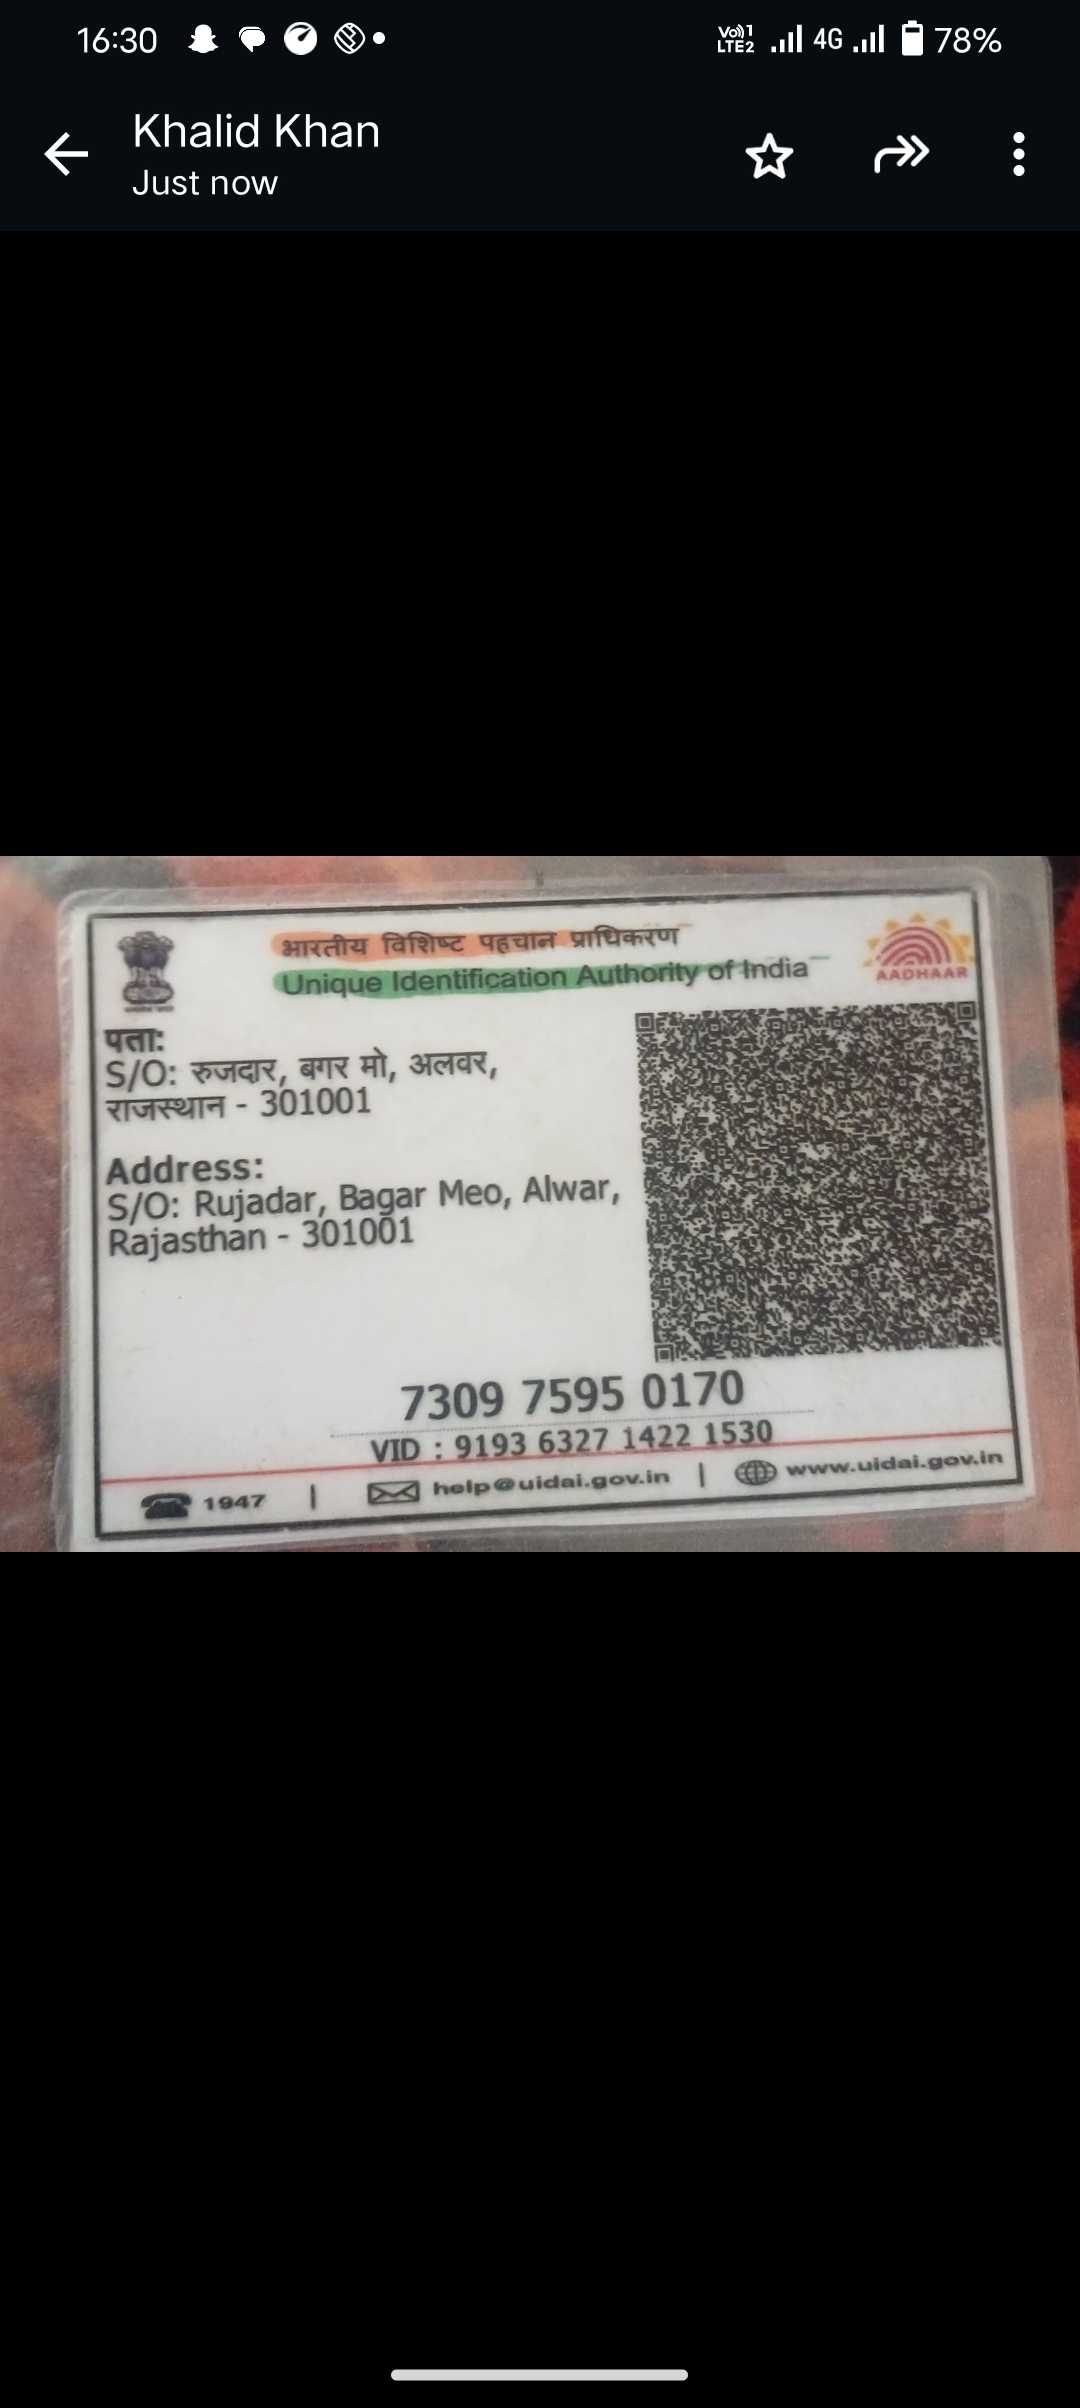 16:30
Vo)) 1
LTE2
4G
78%
Khalid Khan
Just now
भारतीय विशिष्ट पहचान प्राधिकरण
Unique Identification Authority of India
AADHAAR
पता:
S/O: रुजदार, बगर मो, अलवर,
राजस्थान - 301001
Address:
S/O: Rujadar, Bagar Meo, Alwar,
Rajasthan - 301001
7309 7595 0170
VID : 9193 6327 1422 1530
1947 | help@uidai.gov.in | www.uidai.gov.in